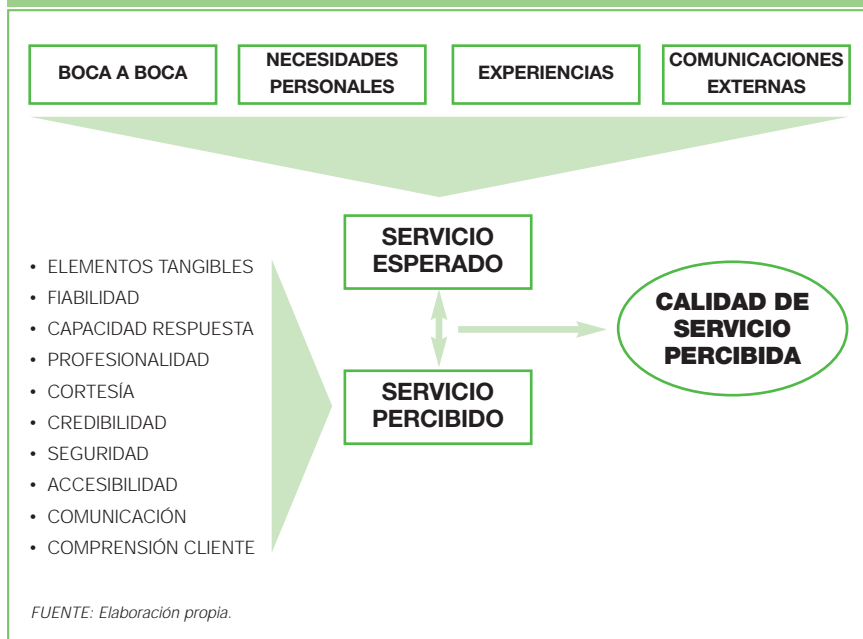 BOCA A BOCA
NECESIDADES
PERSONALES
EXPERIENCIAS
COMUNICACIONES
EXTERNAS
SERVICIO
ESPERADO
• ELEMENTOS TANGIBLES
• FIABILIDAD
• CAPACIDAD RESPUESTA
• PROFESIONALIDAD
• CORTESÍA
• CREDIBILIDAD
• SEGURIDAD
• ACCESIBILIDAD
• COMUNICACIÓN
• COMPRENSIÓN CLIENTE
SERVICIO
PERCIBIDO
CALIDAD DE
SERVICIO
PERCIBIDA
FUENTE: Elaboración propia.